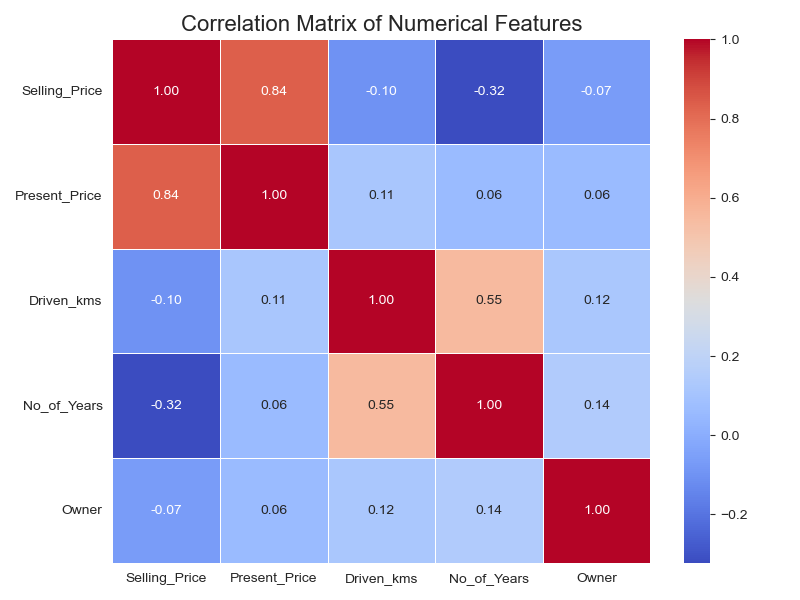 Correlation Matrix of Numerical Features
Selling_Price 1.00 0.84 -0.10 -0.32 -0.07
Present_Price 0.84 1.00 0.11 0.06 0.06
Driven_kms -0.10 0.11 1.00 0.55 0.12
No_of_Years -0.32 0.06 0.55 1.00 0.14
Owner -0.07 0.06 0.12 0.14 1.00
Selling_Price Present_Price Driven_kms No_of_Years Owner
1.0
0.8
0.6
0.4
0.2
0.0
−0.2